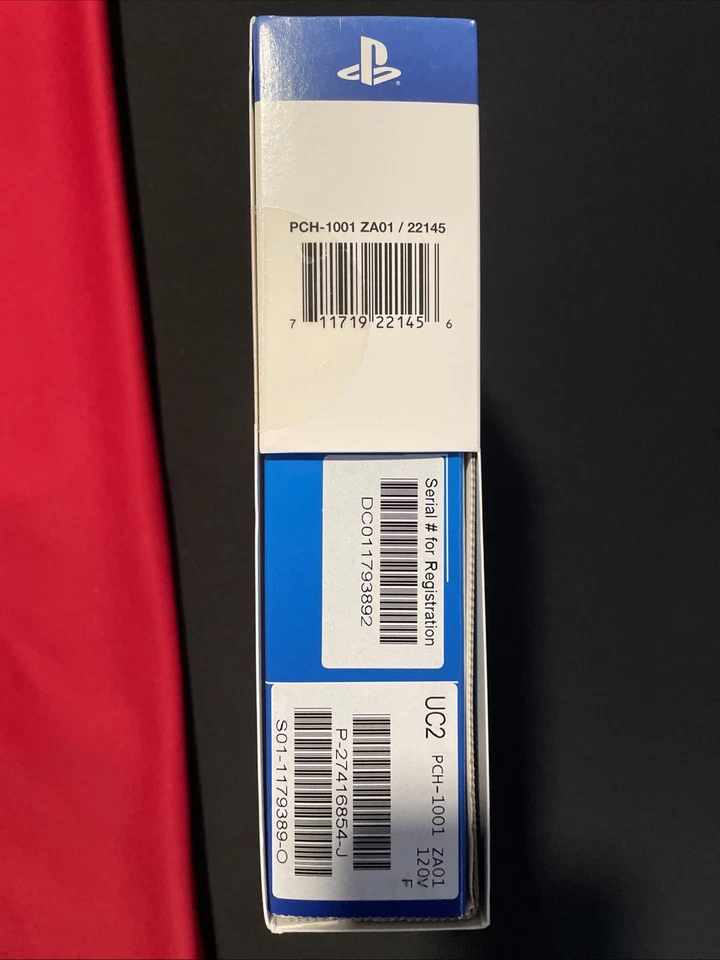 PCH-1001 ZA01 / 22145
7 11719 22145 6
Serial # for Registration
DC011793892
UC2 PCH-1001 ZA01
120V
F
P-27416854-J
S01-1179389-0